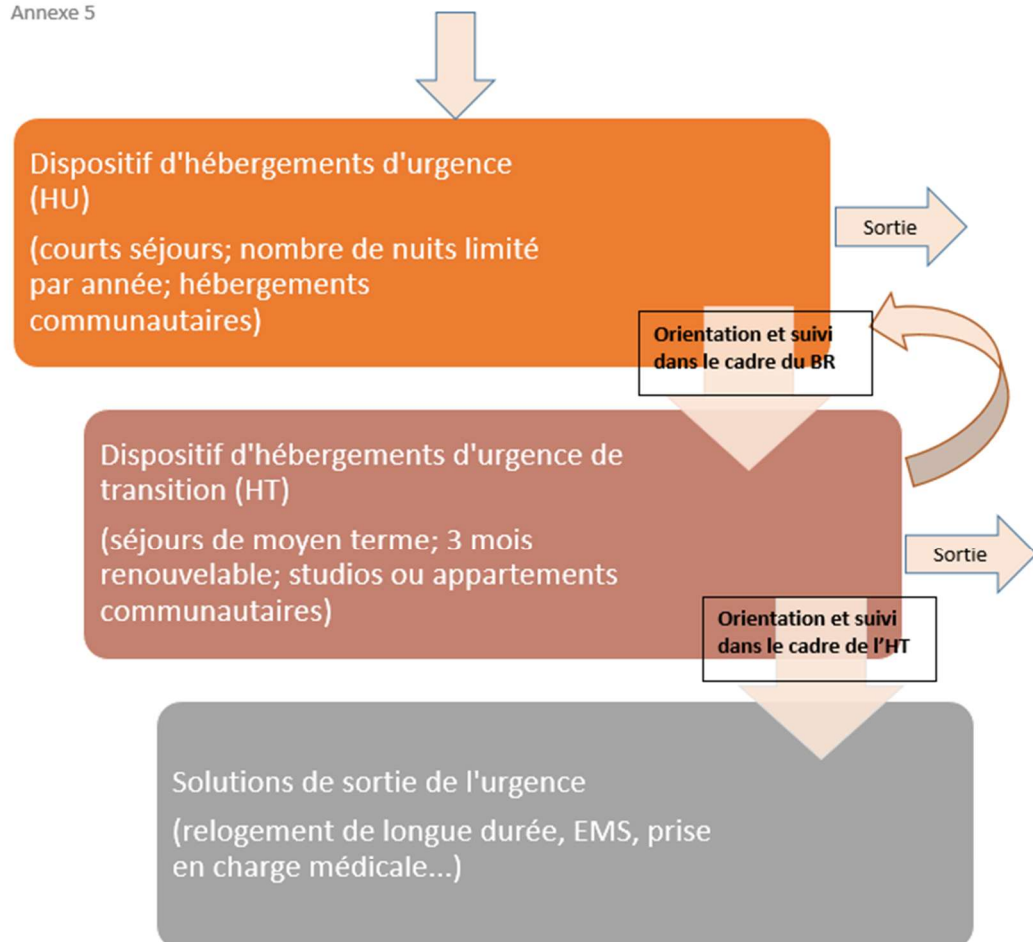 Annexe 5
Dispositif d'hébergements d'urgence
(HU)
(courts séjours; nombre de nuits limité
par année; hébergements
communautaires)
Sortie
Orientation et suivi
dans le cadre du BR
Dispositif d'hébergements d'urgence de
transition (HT)
(séjours de moyen terme; 3 mois
renouvelable; studios ou appartements
communautaires)
Sortie
Orientation et suivi
dans le cadre de l’HT
Solutions de sortie de l'urgence
(relogement de longue durée, EMS, prise
en charge médicale...)